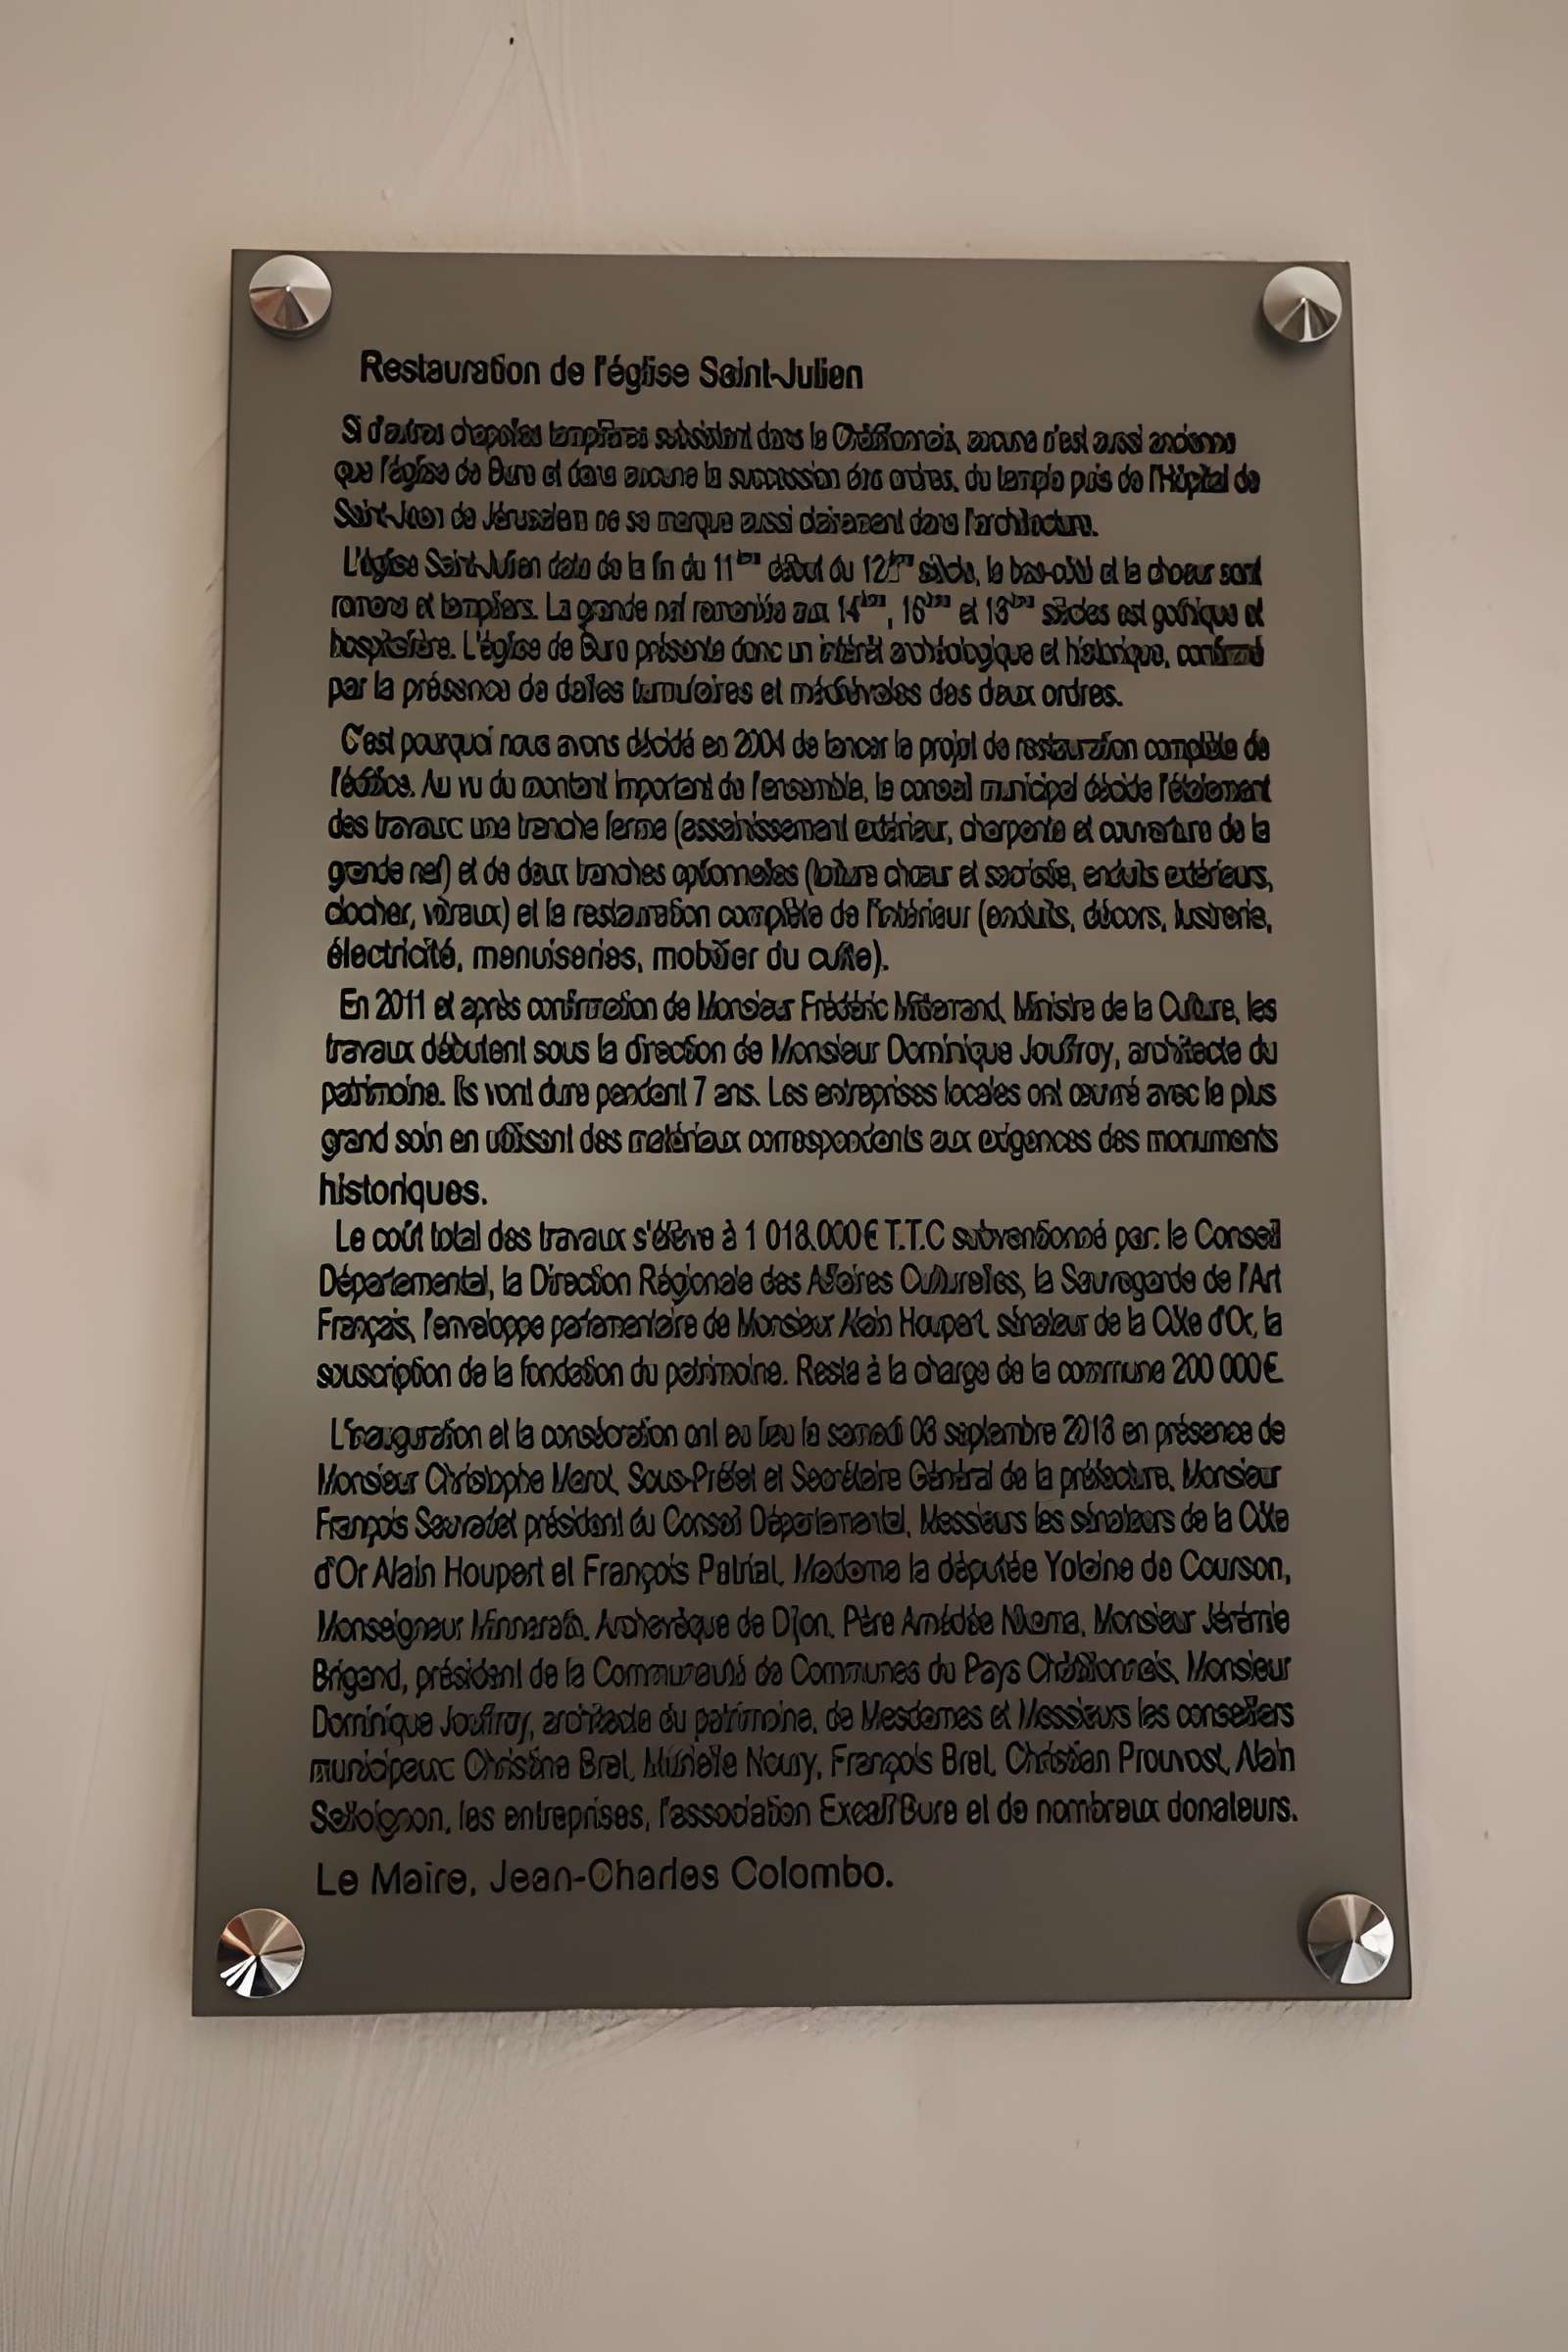 Restauration de l'église Saint-Julien
Si d'autres chapelles templières subsistent dans le Châtillonnais, aucune n'est aussi ancienne
que l'église de Bure et dans aucune la succession des ordres, du temple puis de l'Hôpital de
Saint-Jean de Jérusalem ne se marque aussi clairement dans l'architecture.
L'église Saint-Julien date de la fin du 11 début du 12 siècle, le bas-côté et le choeur sont
romans et templiers. La grande nef remontée aux 14, et siècles est gothique et
hospitalière. L'église de Bure présente donc un intérêt archéologique et historique,
par la présence de dalles tumulaires et médiévales des deux ordres.
C'est pourquoi nous avons décidé en 2004 de lancer le projet de restauration complète de
l'édifice. Au vu du montant important de l'ensemble, le conseil municipal décide l'étalement
des travaux: une tranche ferme (assainissement extérieur, charpente et couverture de la
grande nef) et de deux tranches optionnelles (toiture chœur et sacristie, enduits extérieurs,
clocher, vitraux) et la restauration complète de l'intérieur (enduits, décors, lustrerie,
électricité, menuiseries, mobilier du culte).
En 2011 et après confirmation de Monsieur Frédéric Mitterrand, Ministre de la Culture, les
travaux débutent sous la direction de Monsieur Dominique Jouffroy, architecte du
patrimoine. Ils vont dure pendant 7 ans. Les entreprises locales ont œuvré avec le plus
grand soin en utilisant des matériaux correspondants aux exigences des monuments
historiques.
Le coût total des travaux s'élève à 1 018.000€ T.T.C subventionné par: le Conseil
Départemental, la Direction Régionale des Affaires Culturelles, la Sauvegarde de l'Art
Français, l'enveloppe parlementaire de Monsieur Alain Houpert, sénateur de la Côte d'Or, la
souscription de la fondation du patrimoine. Reste à la charge de la commune 200 000€.
L'inauguration et la consécration ont eu lieu le samedi septembre en présence de
Monsieur Christophe Marot, Sous-Préfet et Secrétaire Général de la préfecture, Monsieur
François Sauvadet président du Conseil Départemental, Messieurs les sénateurs de la Côte
d'Or Alain Houpert et François Patriat, Madame la députée Yolaine de Courson,
Monseigneur Minnerath, Archevêque de Dijon, Père Amédée Monsieur Jérémie
Brigand, président de la Communauté de Communes du Pays Châtillonnais, Monsieur
Dominique Jouffroy, architecte du patrimoine, de Mesdames et Messieurs les conseillers
municipaux: Christine Brel, Murielle Noury, François Brel, Christian Prouvost, Alain
les entreprises, l'association Excali'Bure et de nombreux donateurs.
Le Maire, Jean-Charles Colombo.